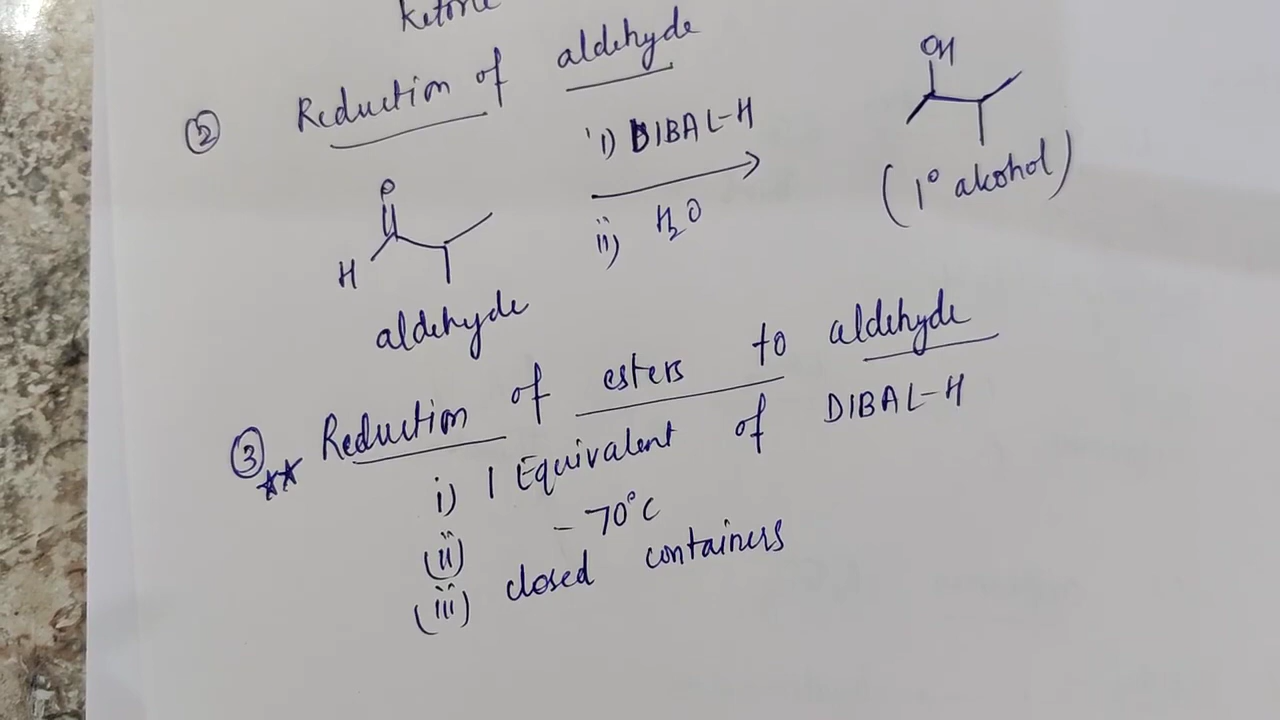 ketone
② Reduction of aldehyde
i) DIBAL-H
ii) H₂O
OH
(1° alcohol)
O
H
aldehyde
③ ** Reduction of esters to aldehyde
i) 1 Equivalent of DIBAL-H
(ii) -70°C
(iii) closed containers